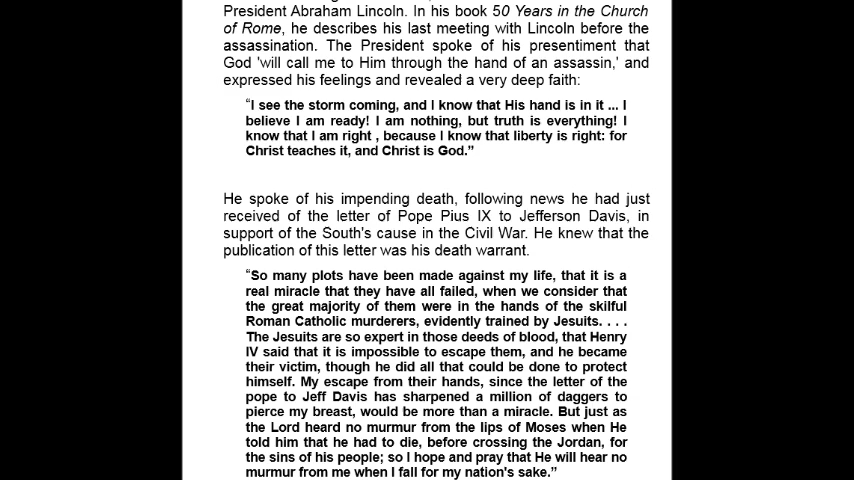 President Abraham Lincoln. In his book 50 Years in the Church
of Rome, he describes his last meeting with Lincoln before the
assassination. The President spoke of his presentiment that
God 'will call me to Him through the hand of an assassin,' and
expressed his feelings and revealed a very deep faith:
“I see the storm coming, and I know that His hand is in it ... I
believe I am ready! I am nothing, but truth is everything! I
know that I am right , because I know that liberty is right: for
Christ teaches it, and Christ is God.”
He spoke of his impending death, following news he had just
received of the letter of Pope Pius IX to Jefferson Davis, in
support of the South's cause in the Civil War. He knew that the
publication of this letter was his death warrant.
“So many plots have been made against my life, that it is a
real miracle that they have all failed, when we consider that
the great majority of them were in the hands of the skilful
Roman Catholic murderers, evidently trained by Jesuits. . . .
The Jesuits are so expert in those deeds of blood, that Henry
IV said that it is impossible to escape them, and he became
their victim, though he did all that could be done to protect
himself. My escape from their hands, since the letter of the
pope to Jeff Davis has sharpened a million of daggers to
pierce my breast, would be more than a miracle. But just as
the Lord heard no murmur from the lips of Moses when He
told him that he had to die, before crossing the Jordan, for
the sins of his people; so I hope and pray that He will hear no
murmur from me when I fall for my nation's sake.”